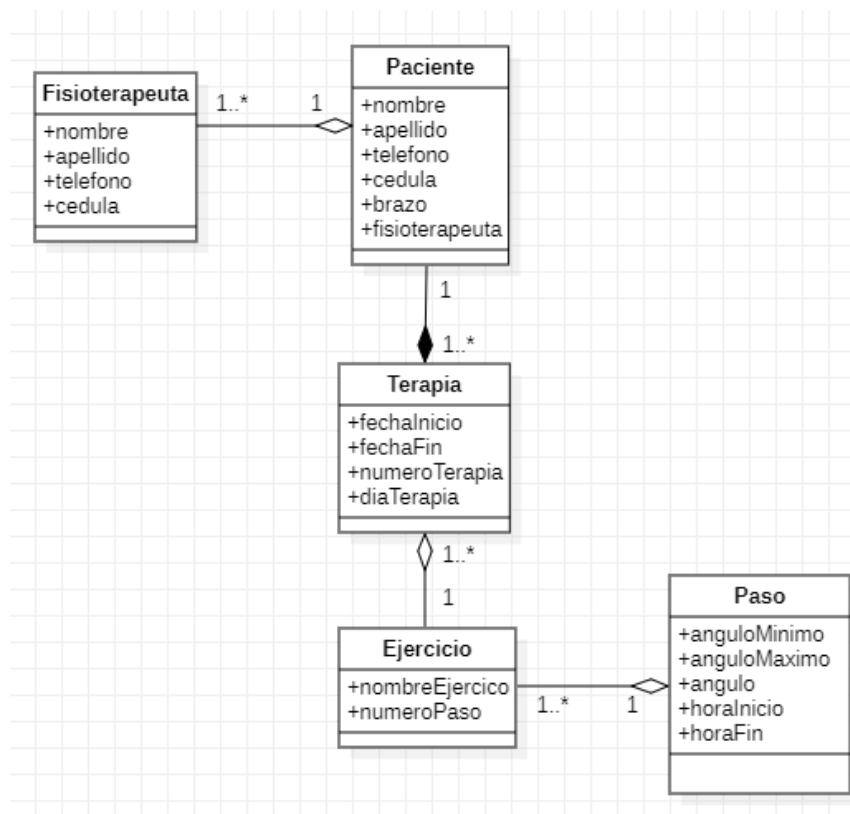 Fisioterapeuta
+nombre
+apellido
+telefono
+cedula
1..*
1
Paciente
+nombre
+apellido
+telefono
+cedula
+brazo
+fisioterapeuta
1
1..*
Terapia
+fechaInicio
+fechaFin
+numeroTerapia
+diaTerapia
1..*
1
Ejercicio
+nombreEjercico
+numeroPaso
1..*
1
Paso
+anguloMinimo
+anguloMaximo
+angulo
+horaInicio
+horaFin